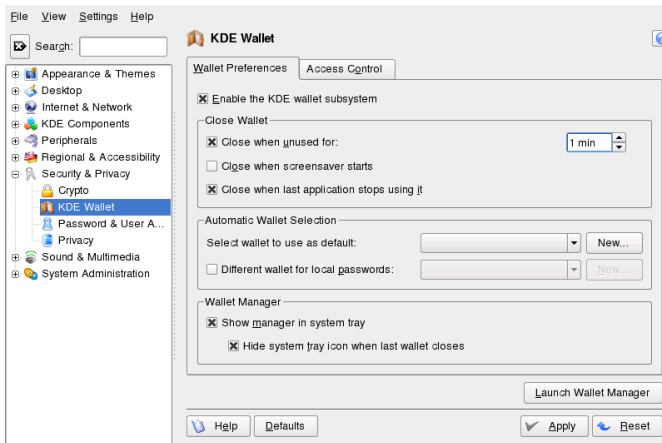 File View Settings Help
Search:
Appearance & Themes
Desktop
Internet & Network
KDE Components
Peripherals
Regional & Accessibility
Security & Privacy
Crypto
KDE Wallet
Password & User A...
Privacy
Sound & Multimedia
System Administration
KDE Wallet
Wallet Preferences Access Control
Enable the KDE wallet subsystem
Close Wallet
Close when unused for: 1 min
Close when screensaver starts
Close when last application stops using it
Automatic Wallet Selection
Select wallet to use as default: New...
Different wallet for local passwords: New...
Wallet Manager
Show manager in system tray
Hide system tray icon when last wallet closes
Launch Wallet Manager
Help Defaults Apply Reset